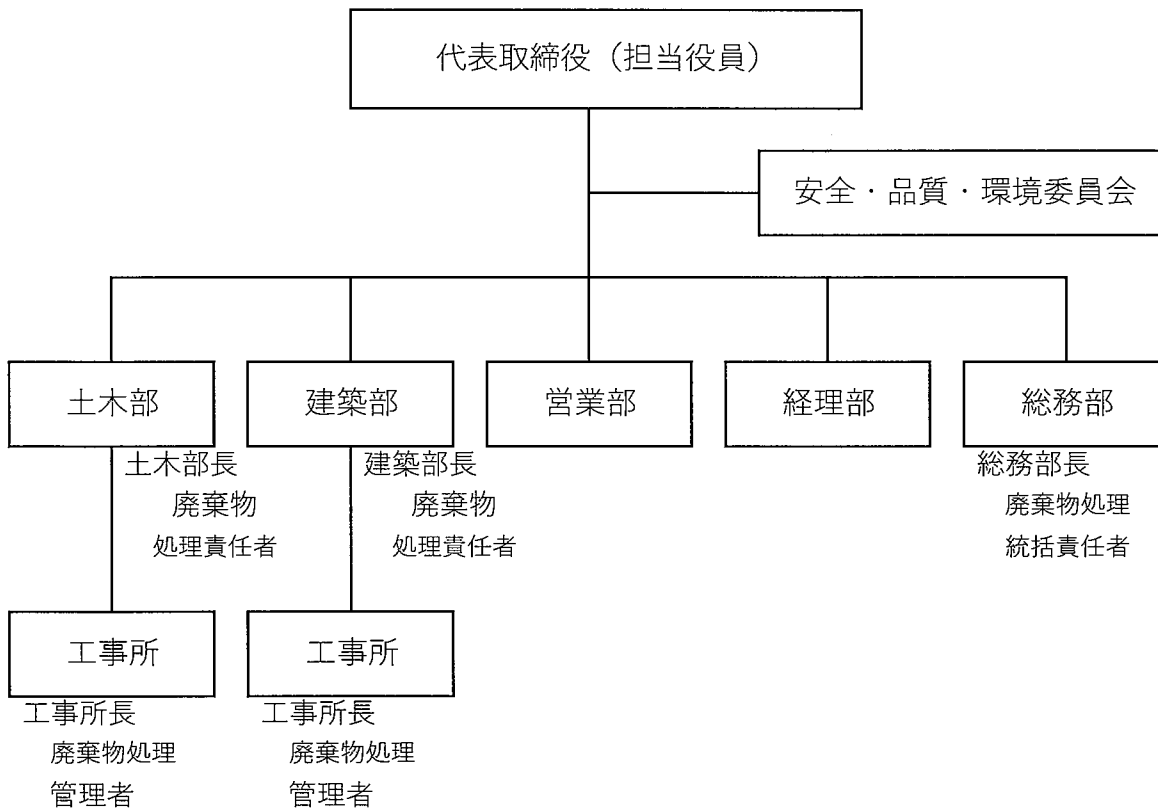 代表取締役（担当役員）
安全・品質・環境委員会
土木部
建築部
営業部
経理部
総務部
土木部長
廃棄物
処理責任者
建築部長
廃棄物
処理責任者
総務部長
廃棄物処理
統括責任者
工事所
工事所
工事所長
廃棄物処理
管理者
工事所長
廃棄物処理
管理者